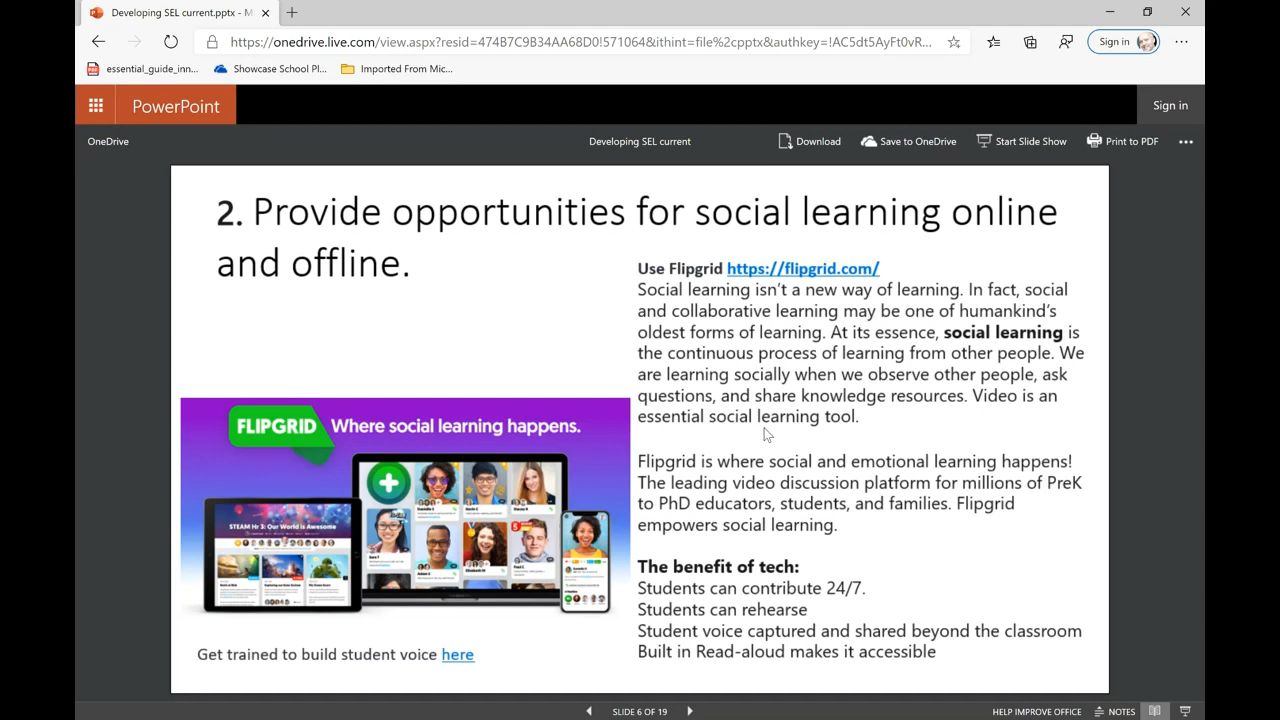 Developing SEL current.pptx - M
https://onedrive.live.com/view.aspx?resid=474B7C9B34AA68D0!571064&ithint=file%2cpptx&authkey=!AC5dt5AyFt0vR...
Sign in
essential_guide_inn...
Showcase School Pl...
Imported From Mic...
PowerPoint
Sign in
OneDrive
Developing SEL current
Download
Save to OneDrive
Start Slide Show
Print to PDF
2. Provide opportunities for social learning online
and offline.
Use Flipgrid https://flipgrid.com/
Social learning isn't a new way of learning. In fact, social
and collaborative learning may be one of humankind's
oldest forms of learning. At its essence, social learning is
the continuous process of learning from other people. We
are learning socially when we observe other people, ask
questions, and share knowledge resources. Video is an
essential social learning tool.
Flipgrid is where social and emotional learning happens!
The leading video discussion platform for millions of PreK
to PhD educators, students, and families. Flipgrid
empowers social learning.
The benefit of tech:
Students can contribute 24/7.
Students can rehearse
Student voice captured and shared beyond the classroom
Built in Read-aloud makes it accessible
FLIPGRID
Where social learning happens.
STEAM Hr 3: Our World is Awesome
Get trained to build student voice here
SLIDE 6 OF 19
HELP IMPROVE OFFICE
NOTES